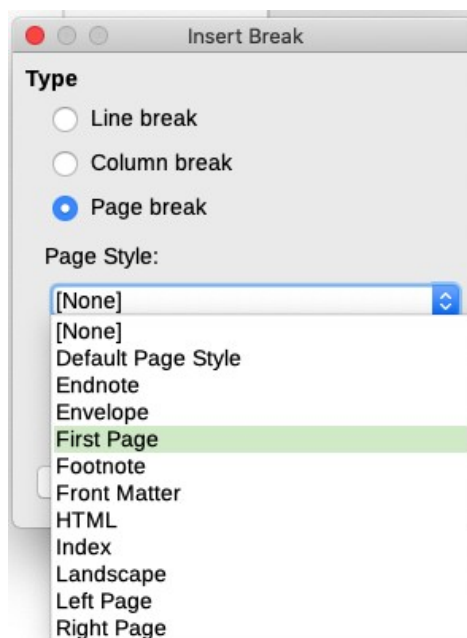 Insert Break
Type
Line break
Column break
Page break
Page Style:
[None]
[None]
Default Page Style
Endnote
Envelope
First Page
Footnote
Front Matter
HTML
Index
Landscape
Left Page
Right Page